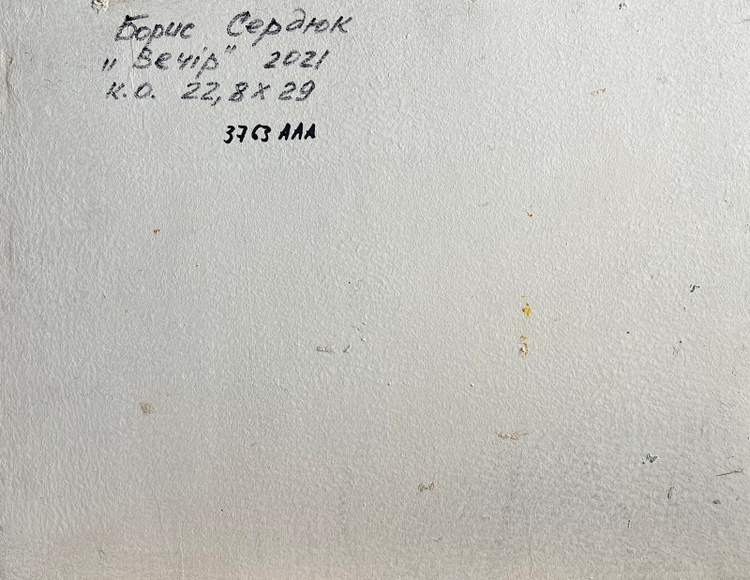 Борис Сердюк
„Вечір" 2021
к.о. 22,8 х 29
3763 ААА